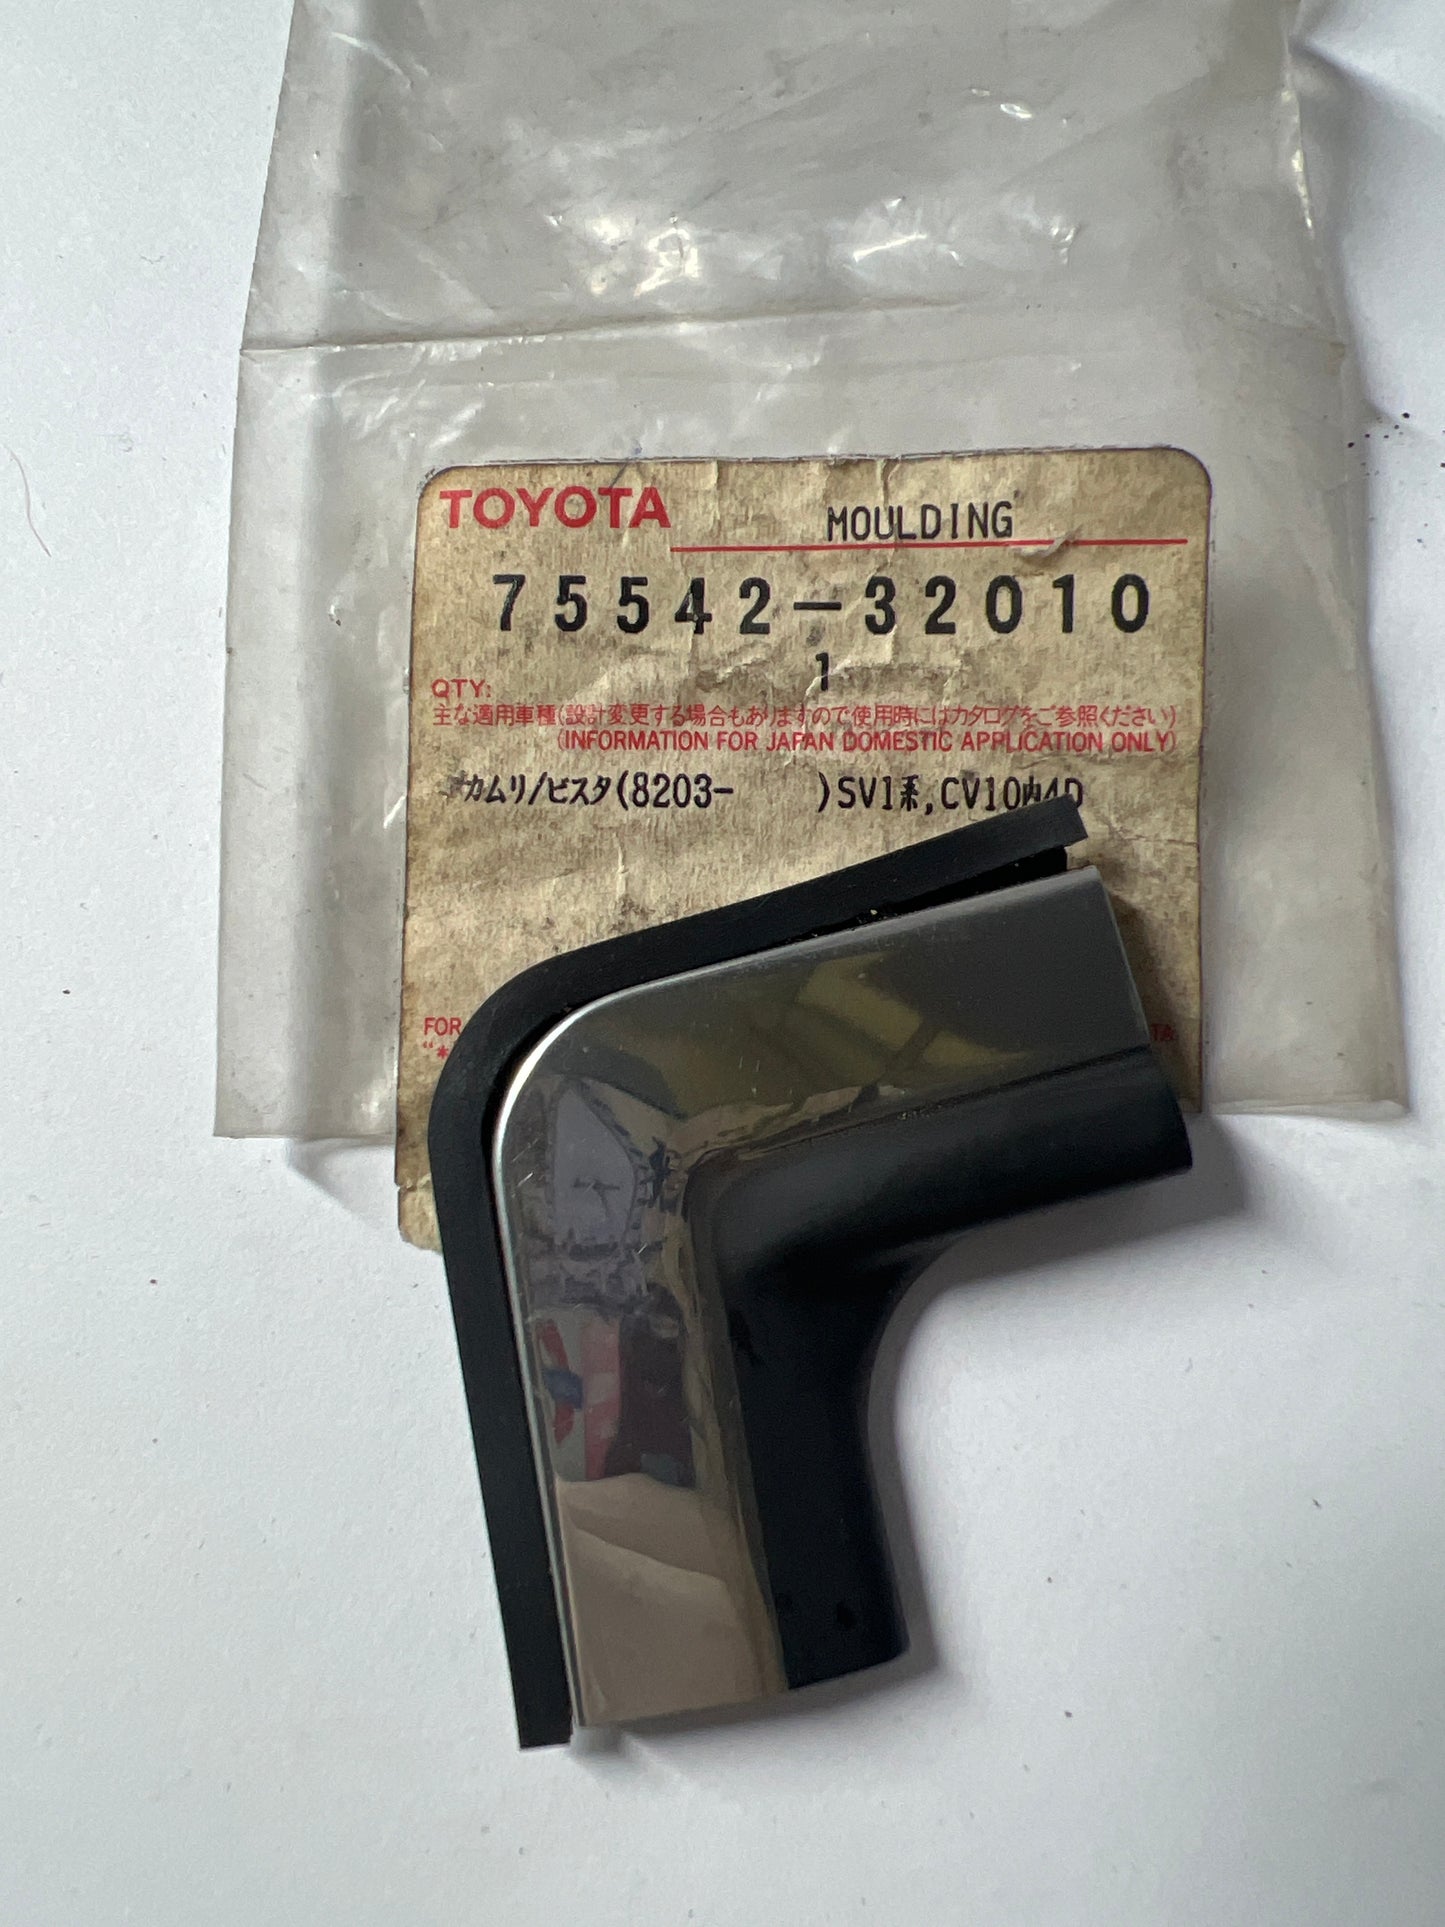 TOYOTA
MOULDING
75542-32010
1
QTY:
主な適用車種(設計変更する場合もありますので使用時にはカタログをご参照ください)
(INFORMATION FOR JAPAN DOMESTIC APPLICATION ONLY)
カムリ/ビスタ(8203- )SV1系,CV10内4D
FOR
"*
TA